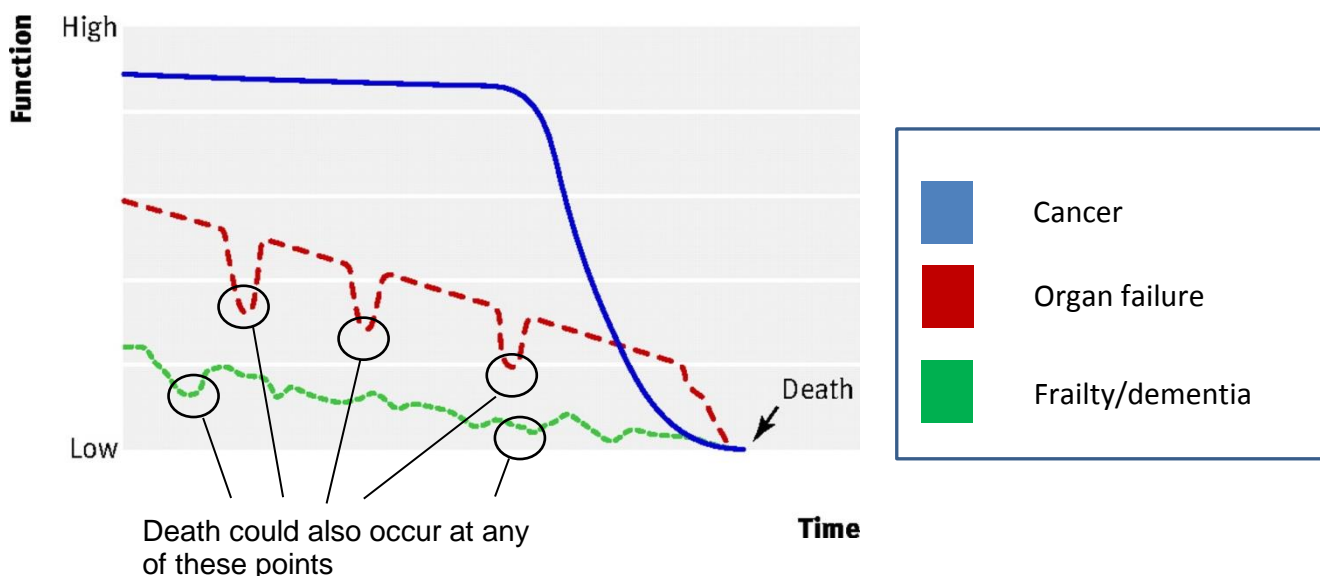 High
Function
Low
Death
Time
Death could also occur at any
of these points
Cancer
Organ failure
Frailty/dementia